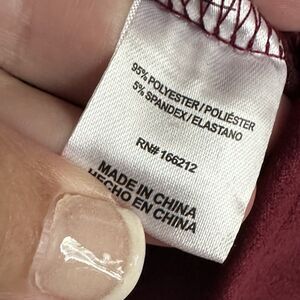 95% POLYESTER/POLIÉSTER
5% SPANDEX/ELASTANO
RN# 166212
MADE IN CHINA
HECHO EN CHINA